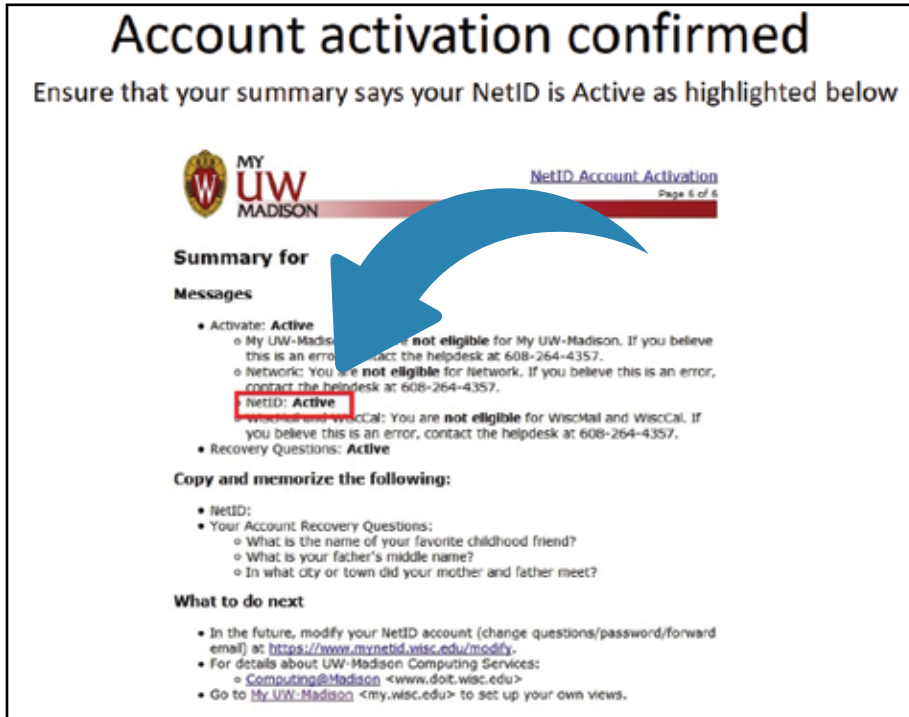 Account activation confirmed
Ensure that your summary says your NetID is Active as highlighted below
MY
UW
MADISON
W
NetID Account Activation
Page 6 of 6
Summary for
Messages
• Activate: Active
o My UW-Madis e not eligible for My UW-Madison. If you believe
this is an erro act the helpdesk at 608-264-4357.
o Network: You are not eligible for Network. If you believe this is an error,
contact the helpdesk at 608-264-4357.
o NetID: Active
o WiscMail and WiscCal: You are not eligible for WiscMail and WiscCal. If
you believe this is an error, contact the helpdesk at 608-264-4357.
• Recovery Questions: Active
Copy and memorize the following:
• NetID:
• Your Account Recovery Questions:
o What is the name of your favorite childhood friend?
o What is your father's middle name?
o In what city or town did your mother and father meet?
What to do next
• In the future, modify your NetID account (change questions/password/forward
email) at https://www.mynetid.wisc.edu/modify.
• For details about UW-Madison Computing Services:
o Computing@Madison <www.doit.wisc.edu>
• Go to My UW-Madison <my.wisc.edu> to set up your own views.